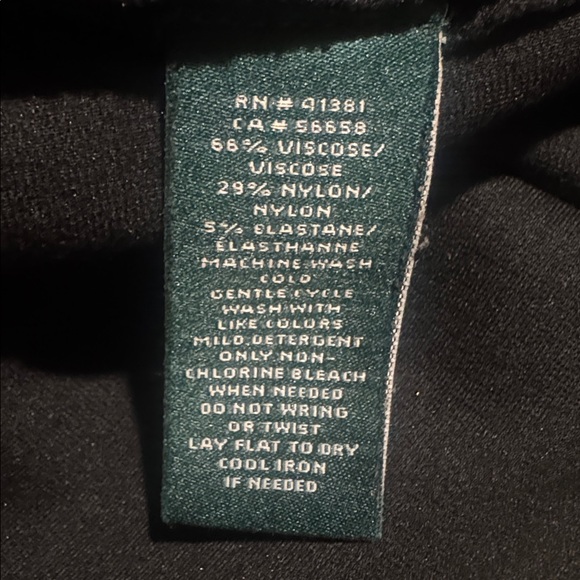 RN# 41381
CA# 56658
66% VISCOSE/
VISCOSE
29% NYLON/
NYLON
5% ELASTANE/
ÉLASTHANNE
MACHINE WASH
COLD
GENTLE CYCLE
WASH WITH
LIKE COLORS
MILD DETERGENT
ONLY NON-
CHLORINE BLEACH
WHEN NEEDED
DO NOT WRING
OR TWIST
LAY FLAT TO DRY
COOL IRON
IF NEEDED